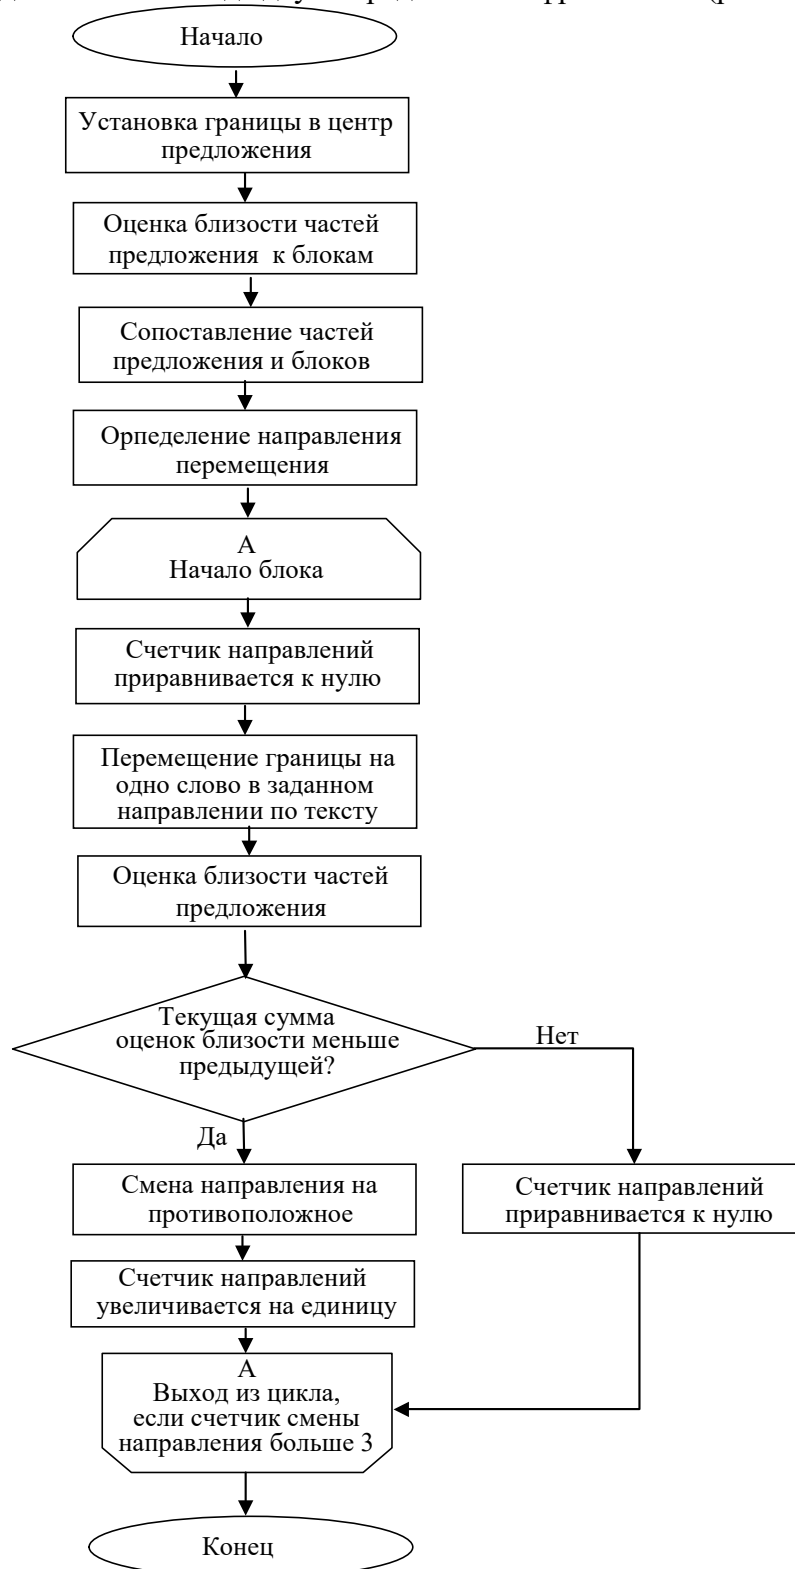 Начало
Установка границы в центр
предложения
Оценка близости частей
предложения к блокам
Сопоставление частей
предложения и блоков
Орпеделение направления
перемещения
А
Начало блока
Счетчик направлений
приравнивается к нулю
Перемещение границы на
одно слово в заданном
направлении по тексту
Оценка близости частей
предложения
Текущая сумма
оценок близости меньше
предыдущей?
Нет
Да
Смена направления на
противоположное
Счетчик направлений
приравнивается к нулю
Счетчик направлений
увеличивается на единицу
А
Выход из цикла,
если счетчик смены
направления больше 3
Конец